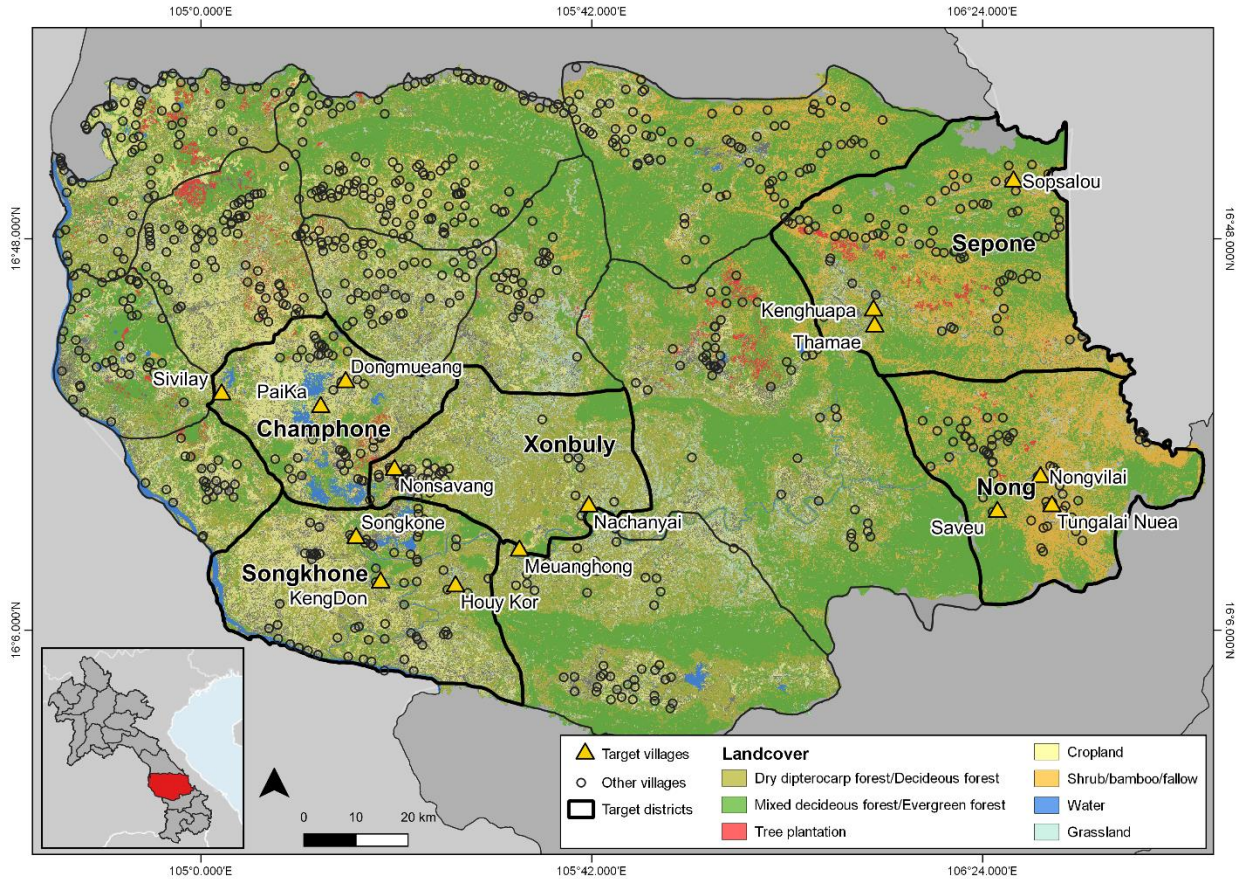 105°0.000'E
105°42.000'E
106°24.000'E
16°48.000'N
16°48.000'N
Sopsalou
Sepone
Kenghuapa
Thamae
Dongmueang
Sivilay
PaiKa
Champhone
Xonbuly
Nonsavang
Nongvilai
Nong
Nachanyai
Tungalai Nuea
Saveu
Songkone
Meuanghong
Songkhone
KengDon
Houy Kor
16°6.000'N
16°6.000'N
Target villages
Other villages
Target districts
Landcover
Dry dipterocarp forest/Decideous forest
Mixed decideous forest/Evergreen forest
Tree plantation
Cropland
Shrub/bamboo/fallow
Water
Grassland
0 10 20 km
105°0.000'E
105°42.000'E
106°24.000'E